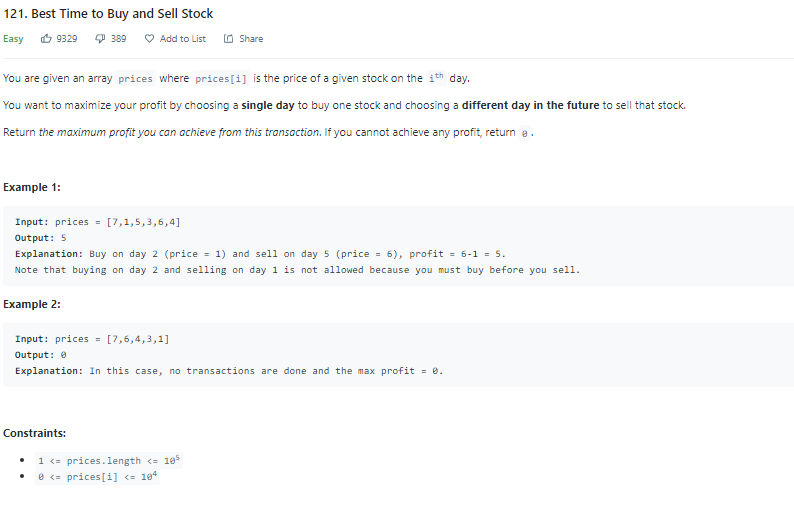 121. Best Time to Buy and Sell Stock
Easy 9329 389 Add to List Share
You are given an array prices where prices[i] is the price of a given stock on the ith day.
You want to maximize your profit by choosing a single day to buy one stock and choosing a different day in the future to sell that stock.
Return the maximum profit you can achieve from this transaction. If you cannot achieve any profit, return 0.
Example 1:
Input: prices = [7,1,5,3,6,4]
Output: 5
Explanation: Buy on day 2 (price = 1) and sell on day 5 (price = 6), profit = 6-1 = 5.
Note that buying on day 2 and selling on day 1 is not allowed because you must buy before you sell.
Example 2:
Input: prices = [7,6,4,3,1]
Output: 0
Explanation: In this case, no transactions are done and the max profit = 0.
Constraints:
• 1 <= prices.length <= 10⁵
• 0 <= prices[i] <= 10⁴